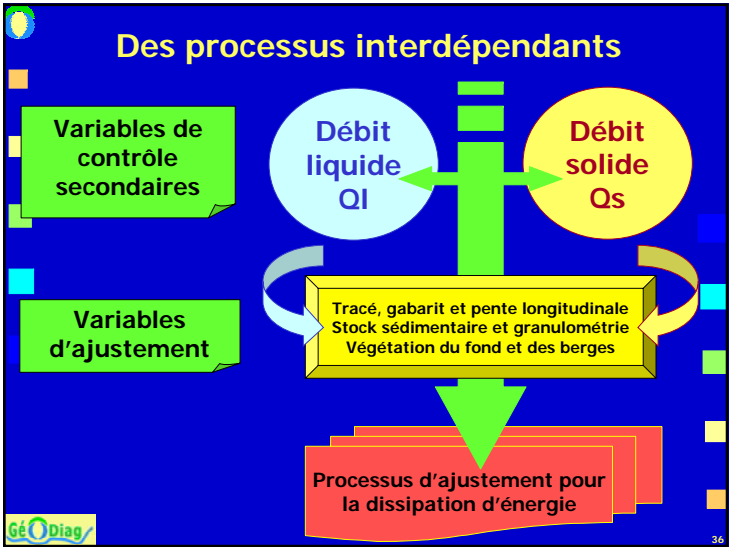 Des processus interdépendants
Variables de
contrôle
secondaires
Débit
liquide
Ql
Débit
solide
Qs
Variables
d'ajustement
Tracé, gabarit et pente longitudinale
Stock sédimentaire et granulométrie
Végétation du fond et des berges
Processus d'ajustement pour
la dissipation d'énergie
GéODiag
36